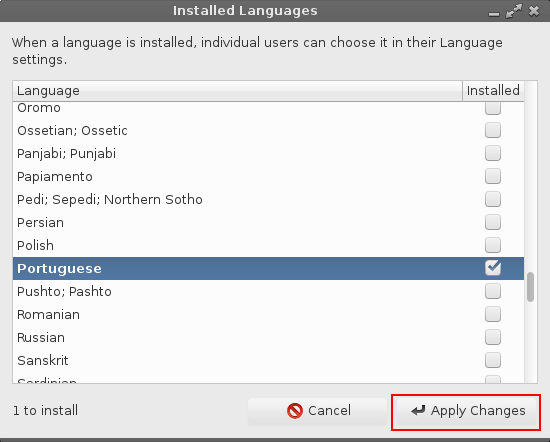 Installed Languages
When a language is installed, individual users can choose it in their Language
settings.
Language Installed
Oromo
Ossetian; Ossetic
Panjabi; Punjabi
Papiamento
Pedi; Sepedi; Northern Sotho
Persian
Polish
Portuguese
Pushto; Pashto
Romanian
Russian
Sanskrit
Sardinian
1 to install Cancel Apply Changes